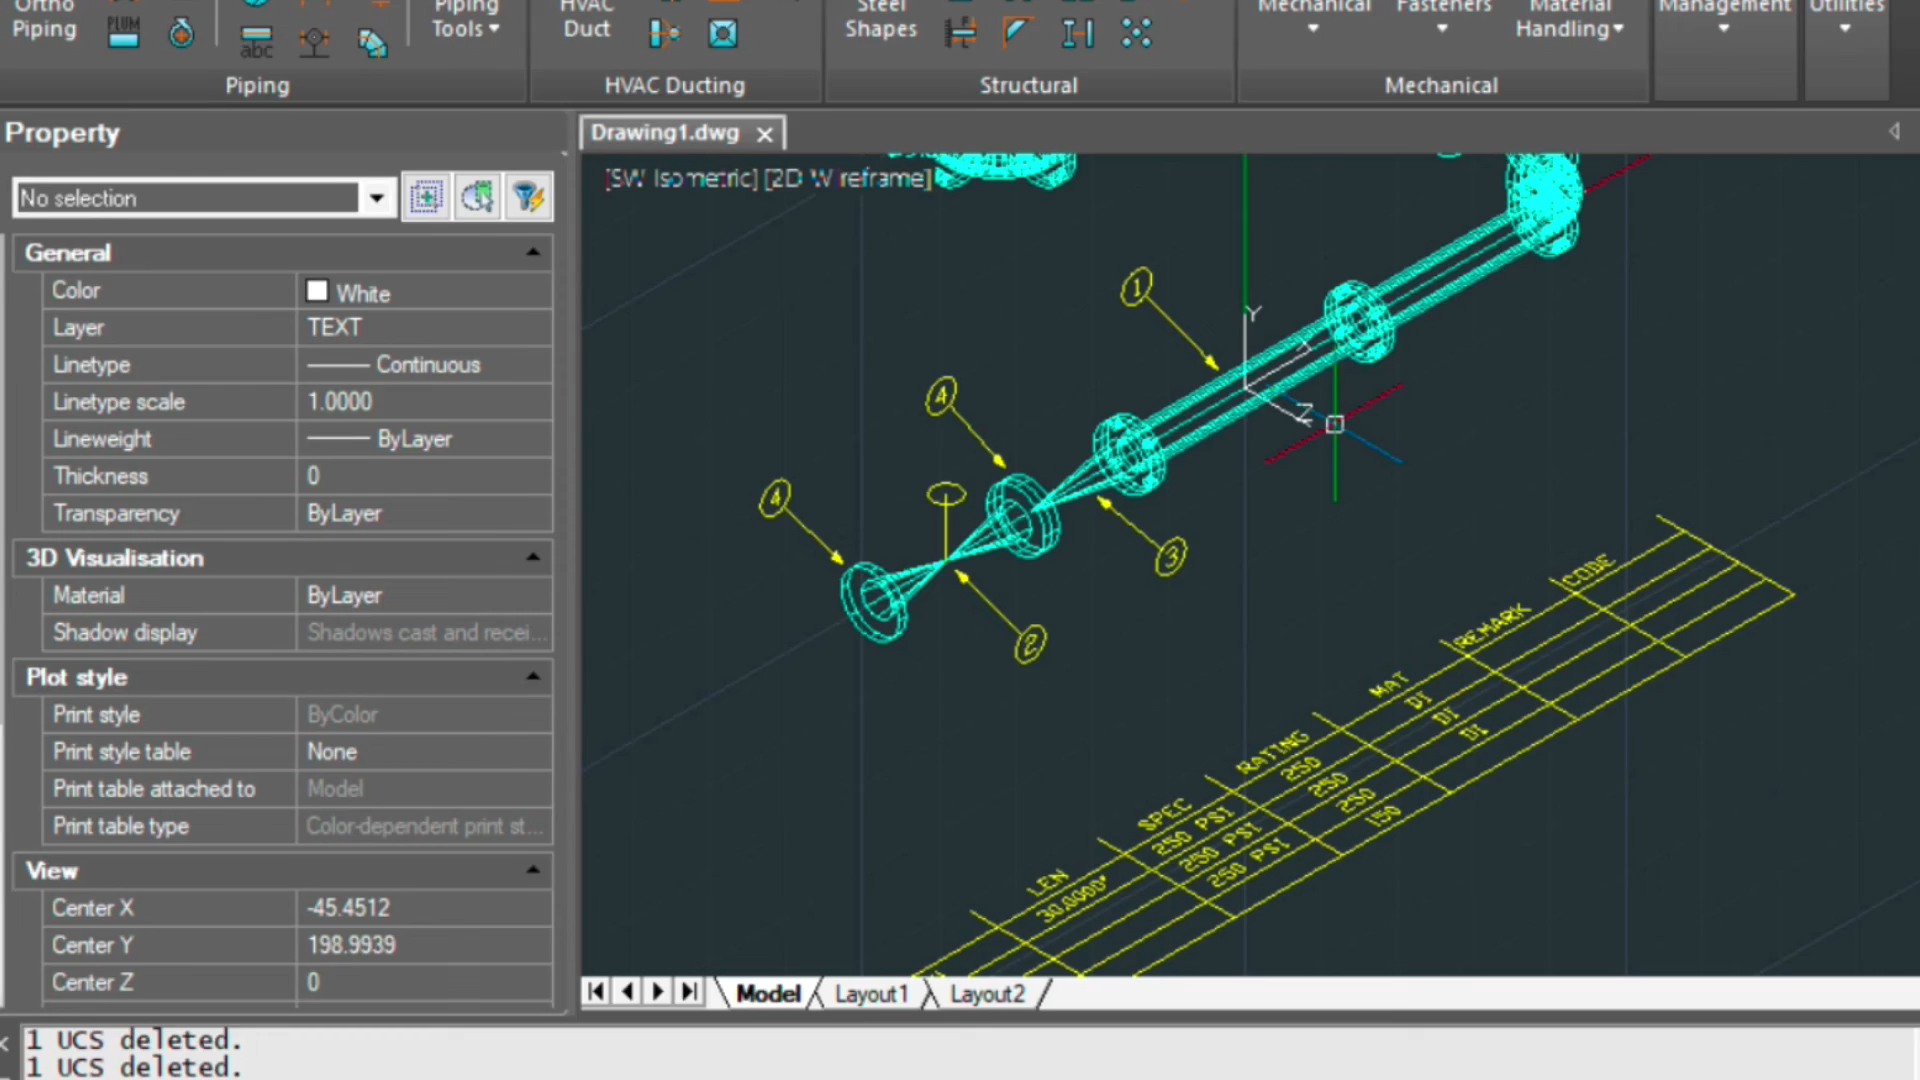 Ortho
Piping
PLUM
abc
Piping
Tools
Piping
HVAC
Duct
HVAC Ducting
Steel
Shapes
Structural
Mechanical
Fasteners
Material
Handling
Mechanical
Management
Utilities
Property
Drawing1.dwg
No selection
[SW Isometric] [2D Wireframe]
General
Color White
Layer TEXT
Linetype Continuous
Linetype scale 1.0000
Lineweight ByLayer
Thickness 0
Transparency ByLayer
3D Visualisation
Material ByLayer
Shadow display Shadows cast and recei...
Plot style
Print style ByColor
Print style table None
Print table attached to Model
Print table type Color-dependent print st...
View
Center X -45.4512
Center Y 198.9939
Center Z 0
1
Y
Z
4
4
3
2
LEN SPEC RATING MAT REMARK CODE
30.0000" 250 PSI 250 DI
250 PSI 250 DI
250 PSI 250 DI
150
Model Layout1 Layout2
1 UCS deleted.
1 UCS deleted.